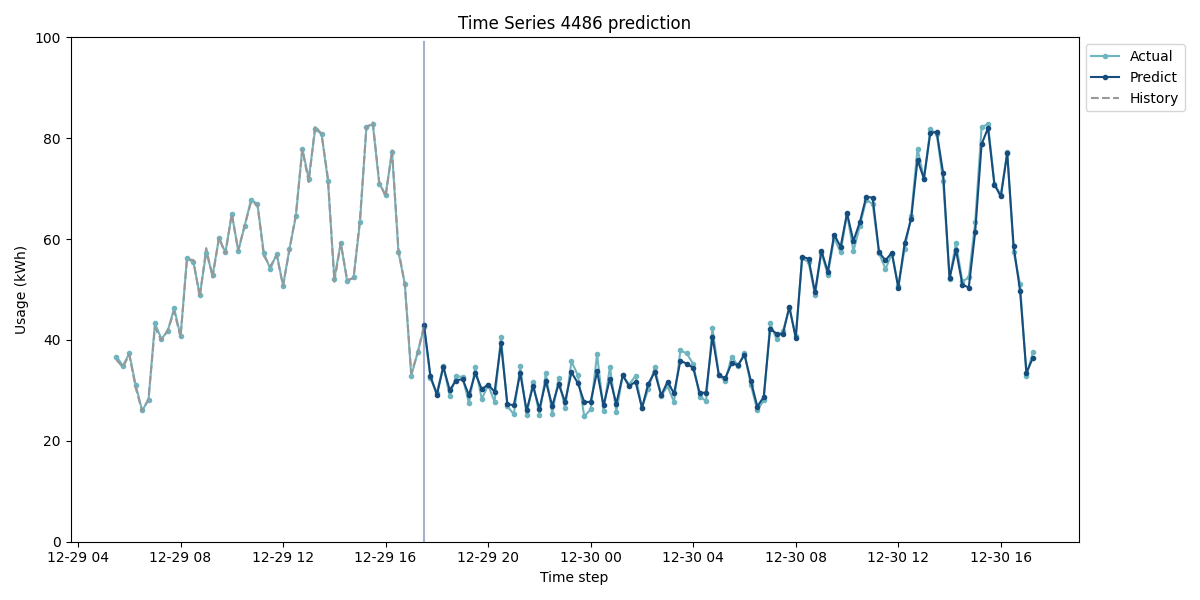 Time Series 4486 prediction
Usage (kWh)
100
80
60
40
20
0
12-29 04
12-29 08
12-29 12
12-29 16
12-29 20
12-30 00
12-30 04
12-30 08
12-30 12
12-30 16
Time step
Actual
Predict
History